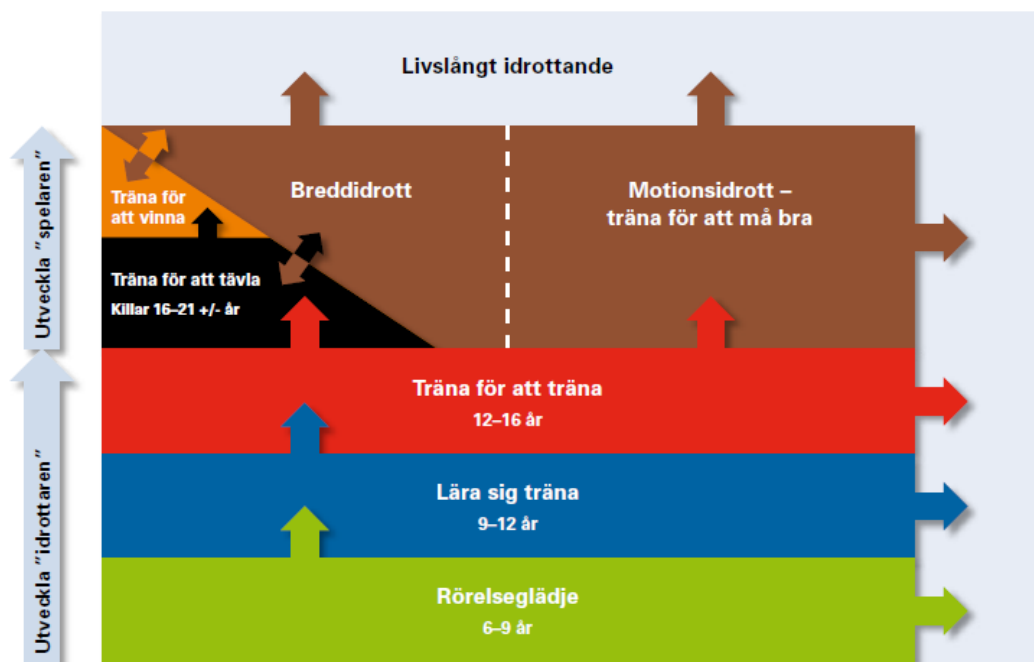 Livslångt idrottande
Utveckla "spelaren"
Träna för
att vinna
Breddidrott
Motionsidrott –
träna för att må bra
Träna för att tävla
Killar 16–21 +/- år
Utveckla "idrottaren"
Träna för att träna
12–16 år
Lära sig träna
9–12 år
Rörelseglädje
6–9 år